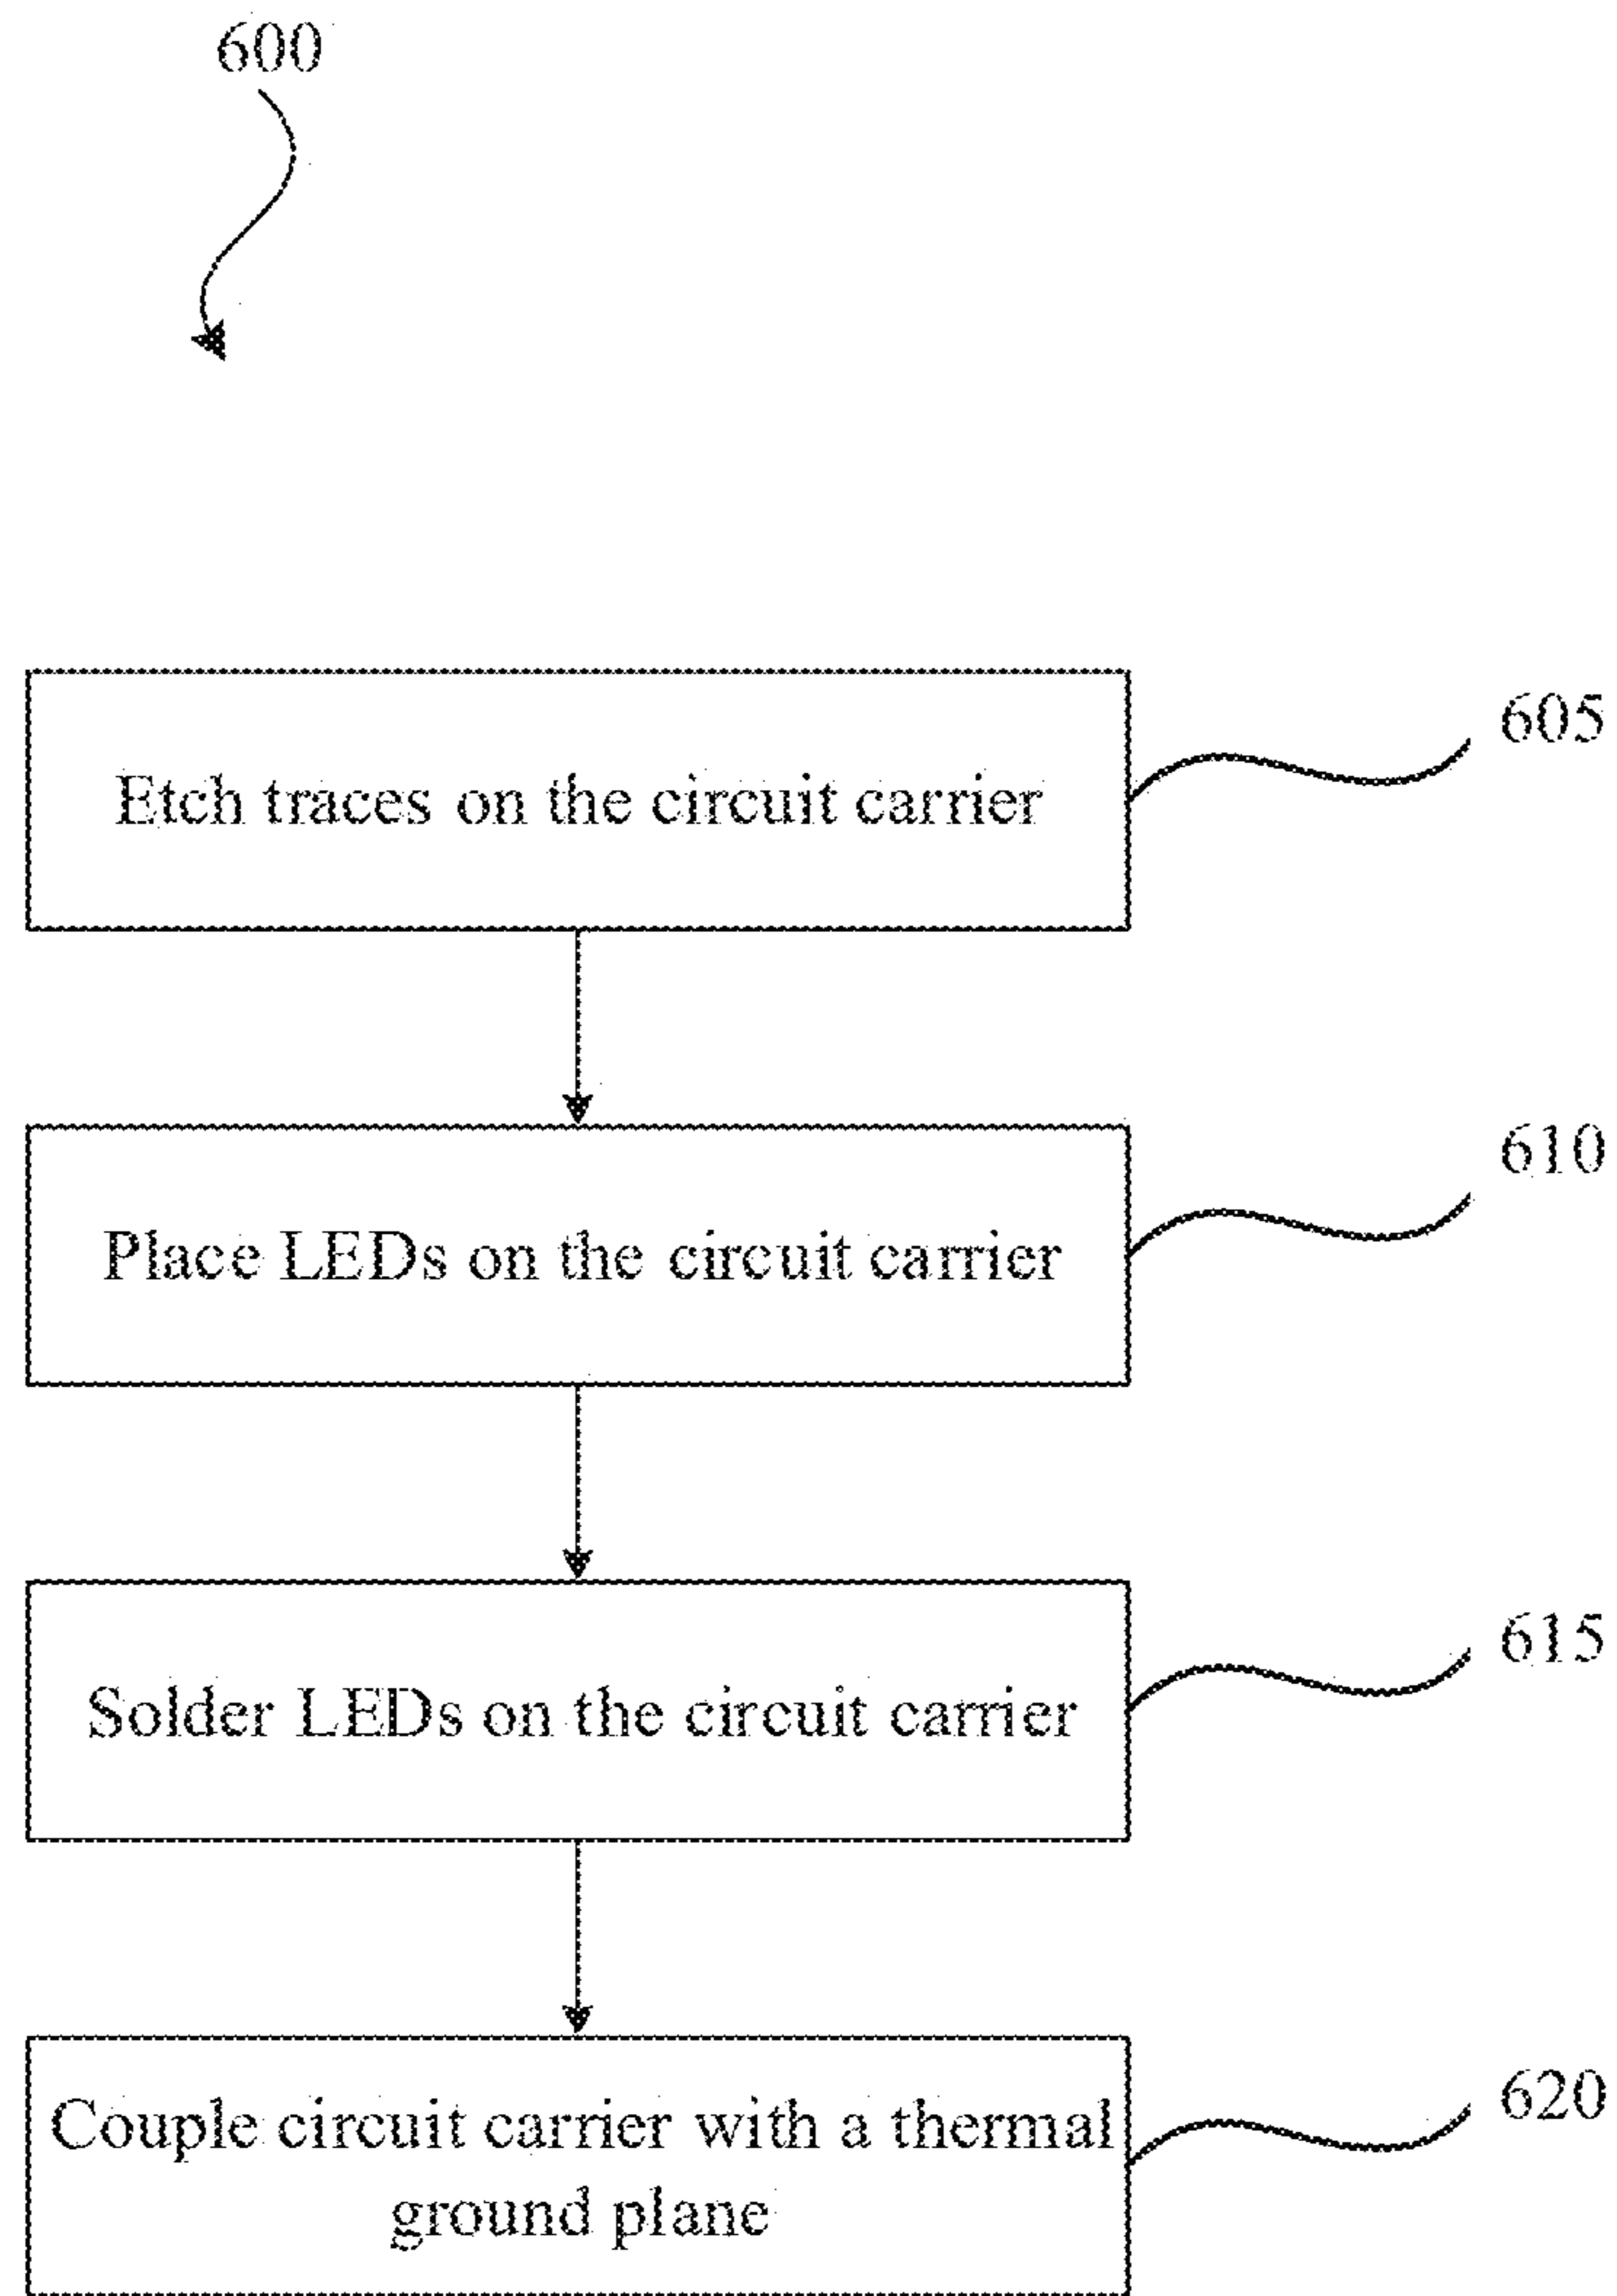 600
Etch traces on the circuit carrier
605
Place LEDs on the circuit carrier
610
Solder LEDs on the circuit carrier
615
Couple circuit carrier with a thermal
ground plane
620